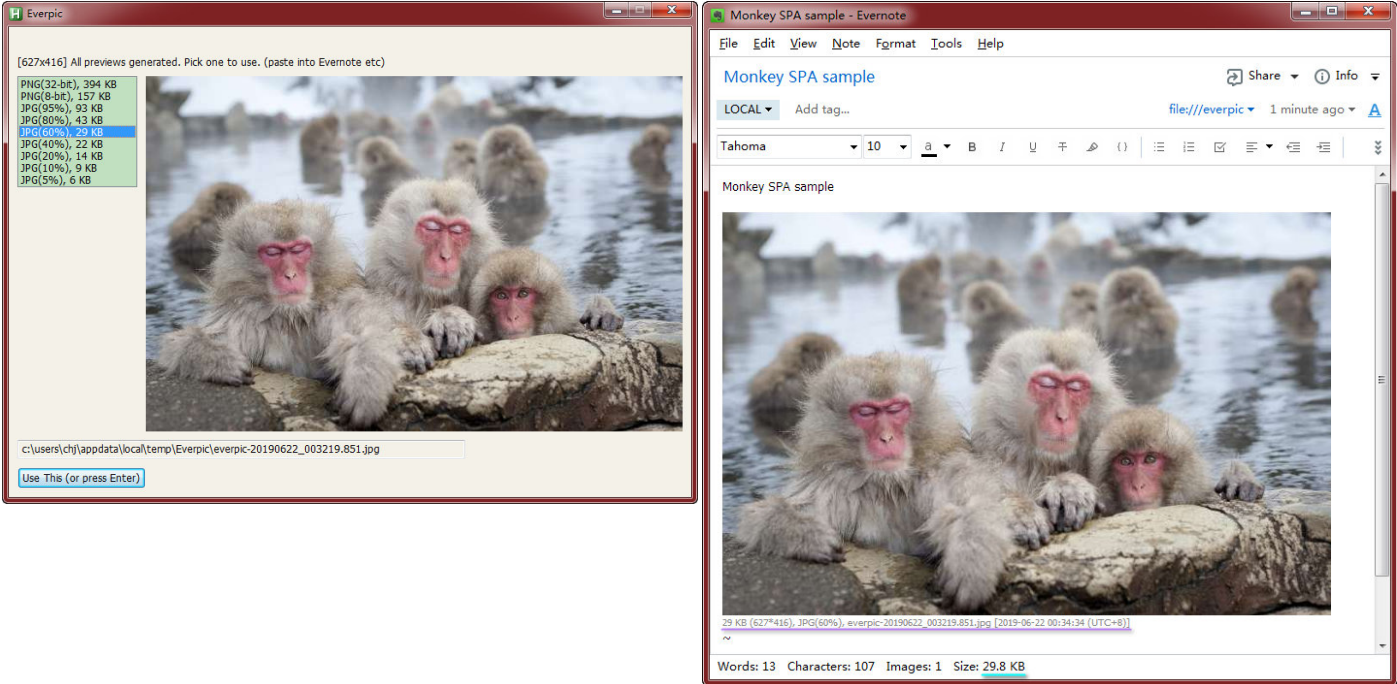 Everpic
[627x416] All previews generated. Pick one to use. (paste into Evernote etc)
PNG(32-bit), 394 KB
PNG(8-bit), 157 KB
JPG(95%), 93 KB
JPG(80%), 43 KB
JPG(60%), 29 KB
JPG(40%), 22 KB
JPG(20%), 14 KB
JPG(10%), 9 KB
JPG(5%), 6 KB
c:\users\chj\appdata\local\temp\Everpic\everpic-20190622_003219.851.jpg
Use This (or press Enter)
Monkey SPA sample - Evernote
File Edit View Note Format Tools Help
Monkey SPA sample Share Info
LOCAL Add tag... file:///everpic 1 minute ago A
Tahoma 10 a B I U T {}
Monkey SPA sample
29 KB (627*416), JPG(60%), everpic-20190622_003219.851.jpg [2019-06-22 00:34:34 (UTC+8)]
~
Words: 13 Characters: 107 Images: 1 Size: 29.8 KB